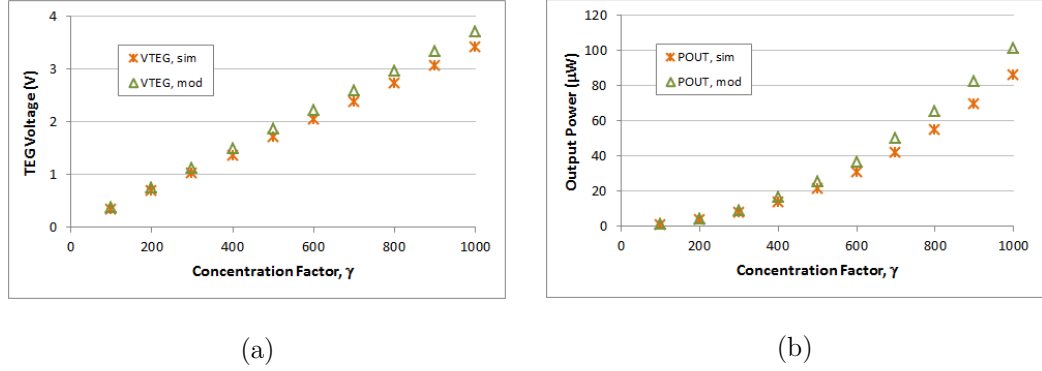 4
3
2
1
0
TEG Voltage (V)
VTEG, sim
VTEG, mod
0 200 400 600 800 1000
Concentration Factor, γ
(a)
120
100
80
60
40
20
0
Output Power (µW)
POUT, sim
POUT, mod
0 200 400 600 800 1000
Concentration Factor, γ
(b)